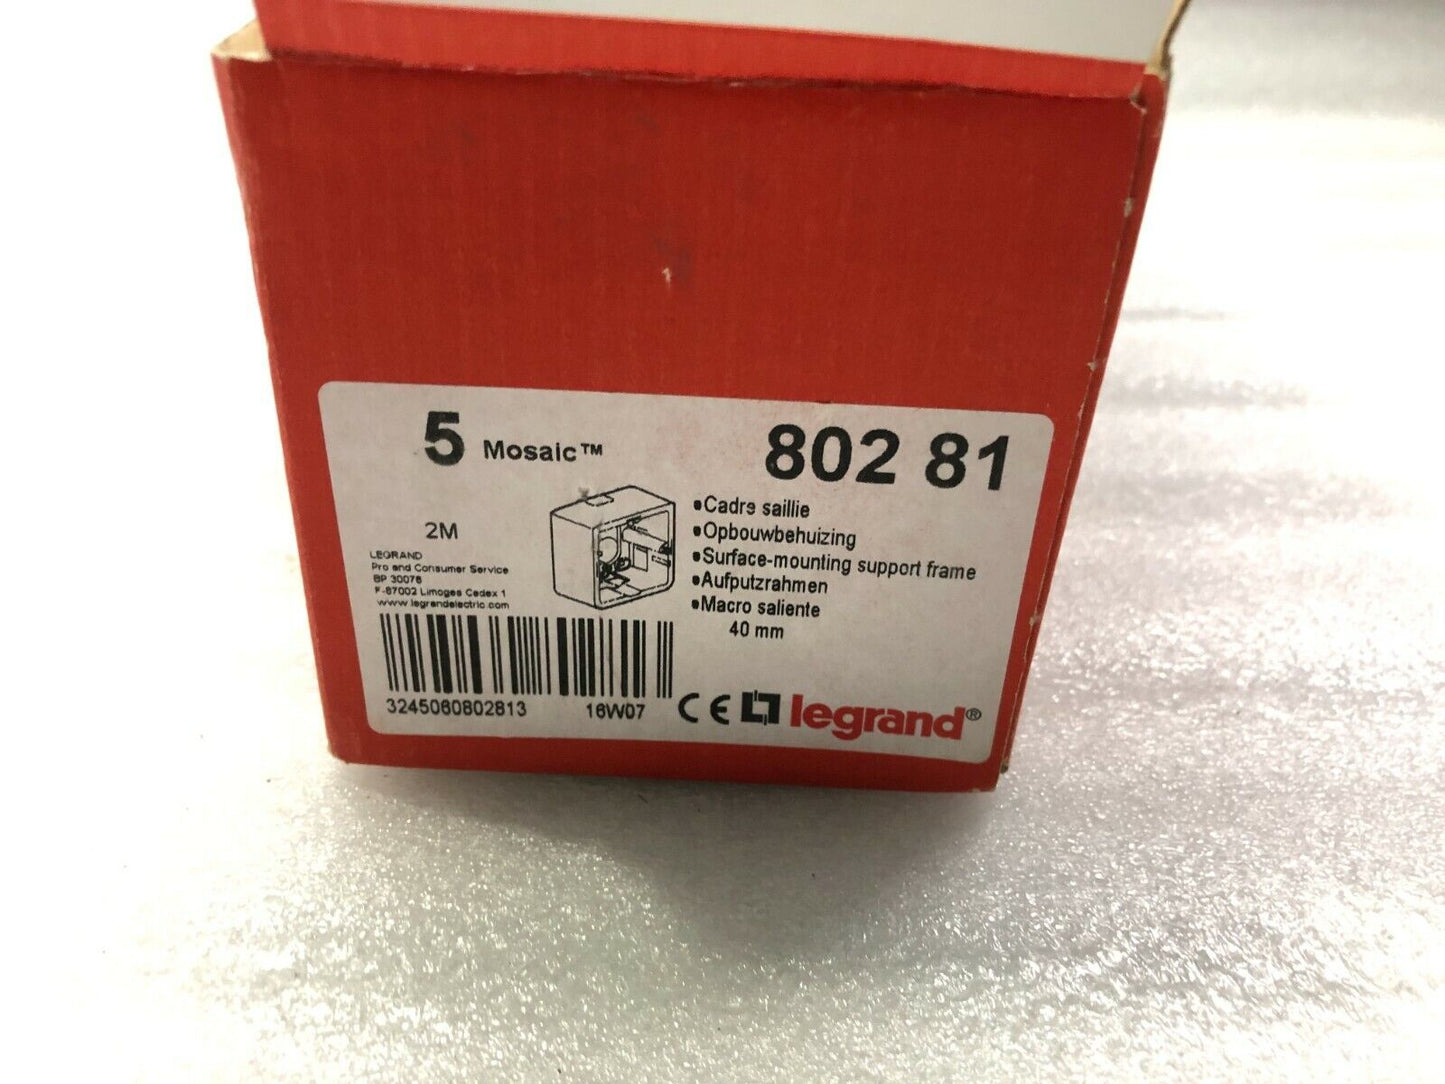 5 Mosaic™ 802 81
2M
LEGRAND
Pro and Consumer Service
BP 30076
F-87002 Limoges Cedex 1
www.legrandelectric.com
•Cadre saillie
•Opbouwbehuizing
•Surface-mounting support frame
•Aufputzrahmen
•Macro saliente
40 mm
3245060802813 16W07
CE legrand®